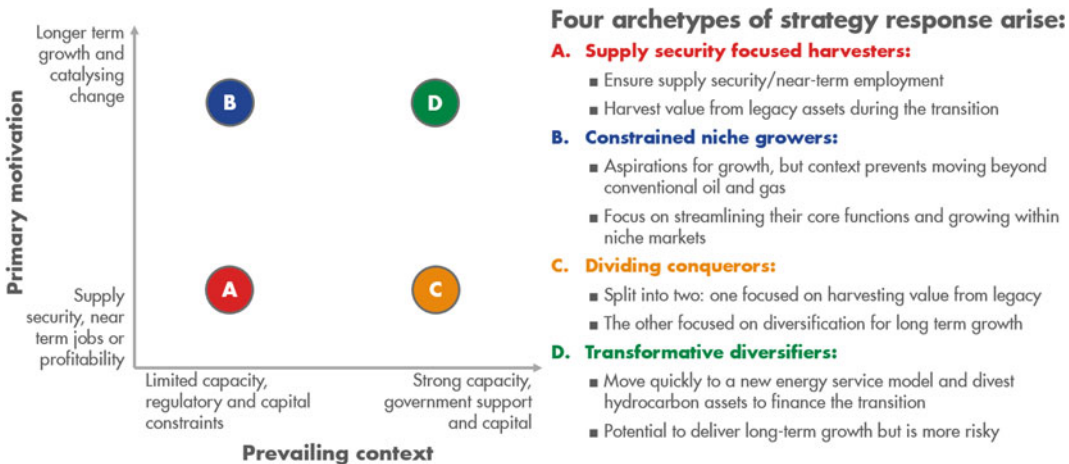 Longer term
growth and
catalysing
change
Primary motivation
Supply
security, near
term jobs or
profitability
B
D
A
C
Limited capacity,
regulatory and capital
constraints
Strong capacity,
government support
and capital
Prevailing context
Four archetypes of strategy response arise:
A. Supply security focused harvesters:
■ Ensure supply security/near-term employment
■ Harvest value from legacy assets during the transition
B. Constrained niche growers:
■ Aspirations for growth, but context prevents moving beyond
conventional oil and gas
■ Focus on streamlining their core functions and growing within
niche markets
C. Dividing conquerors:
■ Split into two: one focused on harvesting value from legacy
■ The other focused on diversification for long term growth
D. Transformative diversifiers:
■ Move quickly to a new energy service model and divest
hydrocarbon assets to finance the transition
■ Potential to deliver long-term growth but is more risky